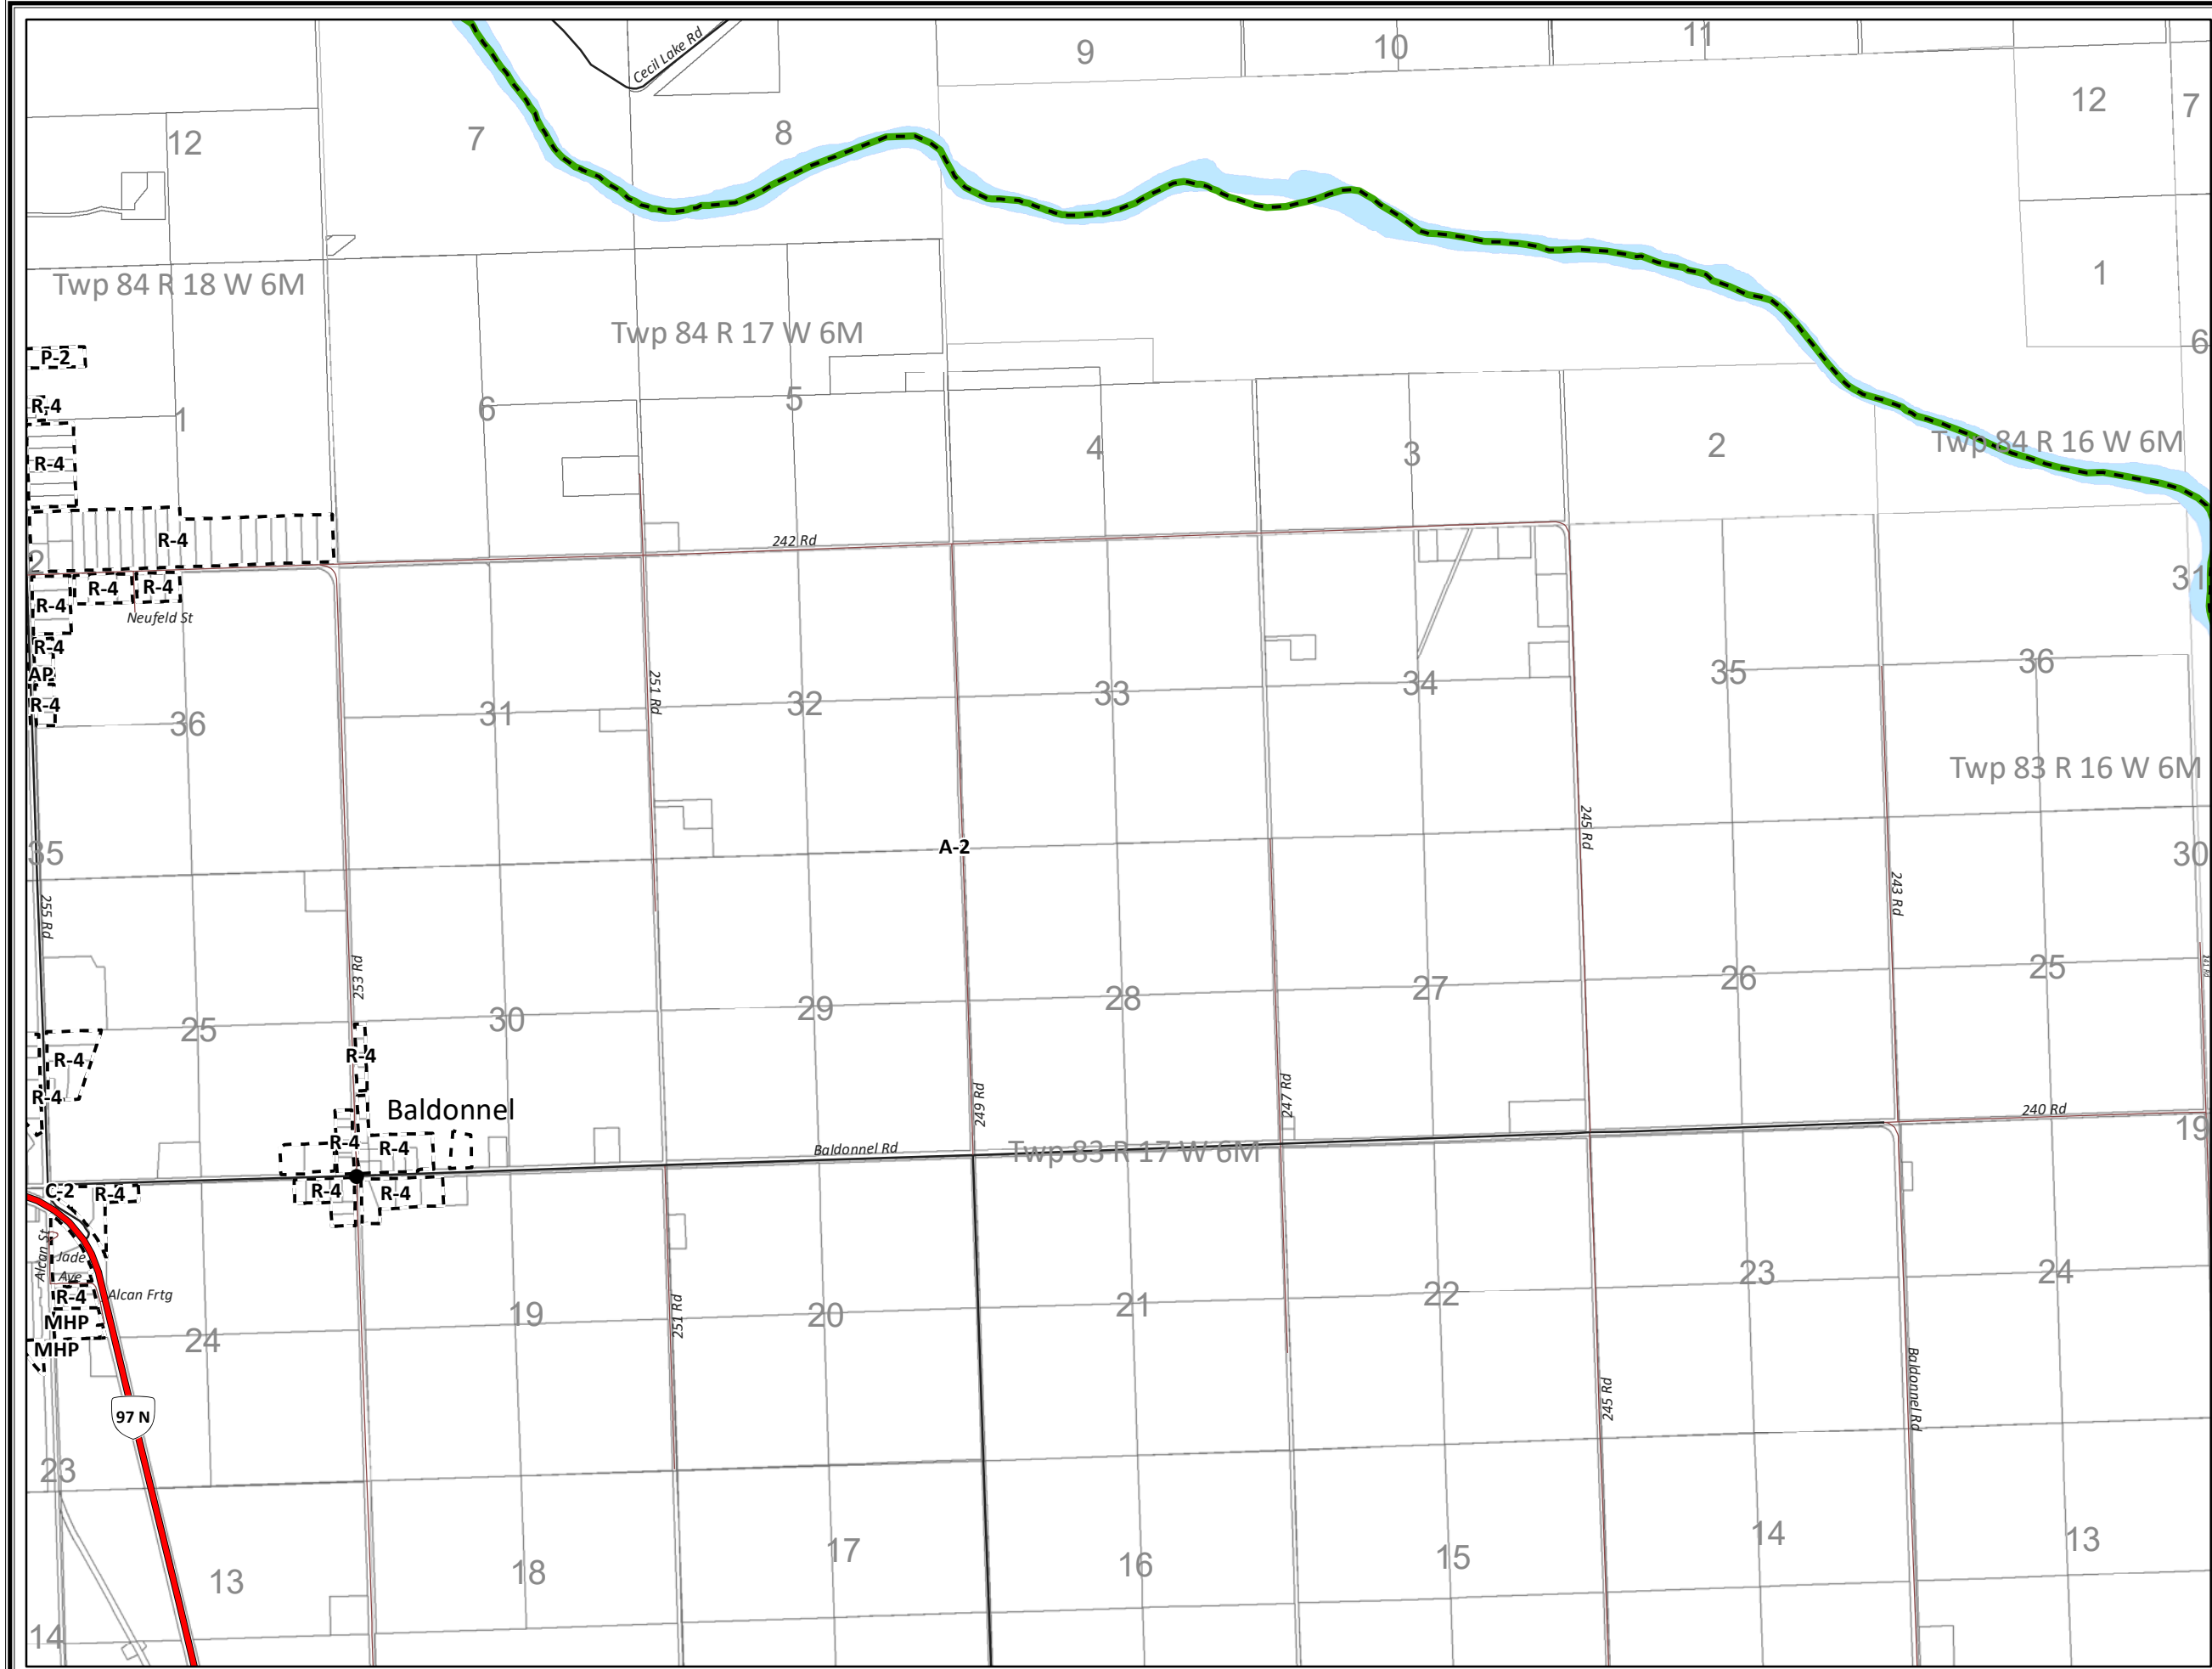 Cecil Lake Rd
9
10
11
12
7
12
7
8
Twp 84 R 18 W 6M
Twp 84 R 17 W 6M
1
P-2
6
R-4
1
6
5
4
3
2
Twp 84 R 16 W 6M
R-4
R-4
242 Rd
2
R-4
R-4
R-4
Neufeld St
31
R-4
AP
R-4
36
31
251 Rd
32
33
34
35
36
Twp 83 R 16 W 6M
245 Rd
A-2
35
30
255 Rd
243 Rd
253 Rd
25
30
29
28
27
26
25
241 Rd
R-4
R-4
R-4
Baldonnel
249 Rd
247 Rd
240 Rd
19
R-4
R-4
Baldonnel Rd
Twp 83 R 17 W 6M
C-2
R-4
R-4
R-4
Alcan St
Jade
Ave
R-4
Alcan Frtg
MHP
MHP
24
19
251 Rd
20
21
22
23
24
97 N
245 Rd
Baldonnel Rd
23
13
18
17
16
15
14
13
14